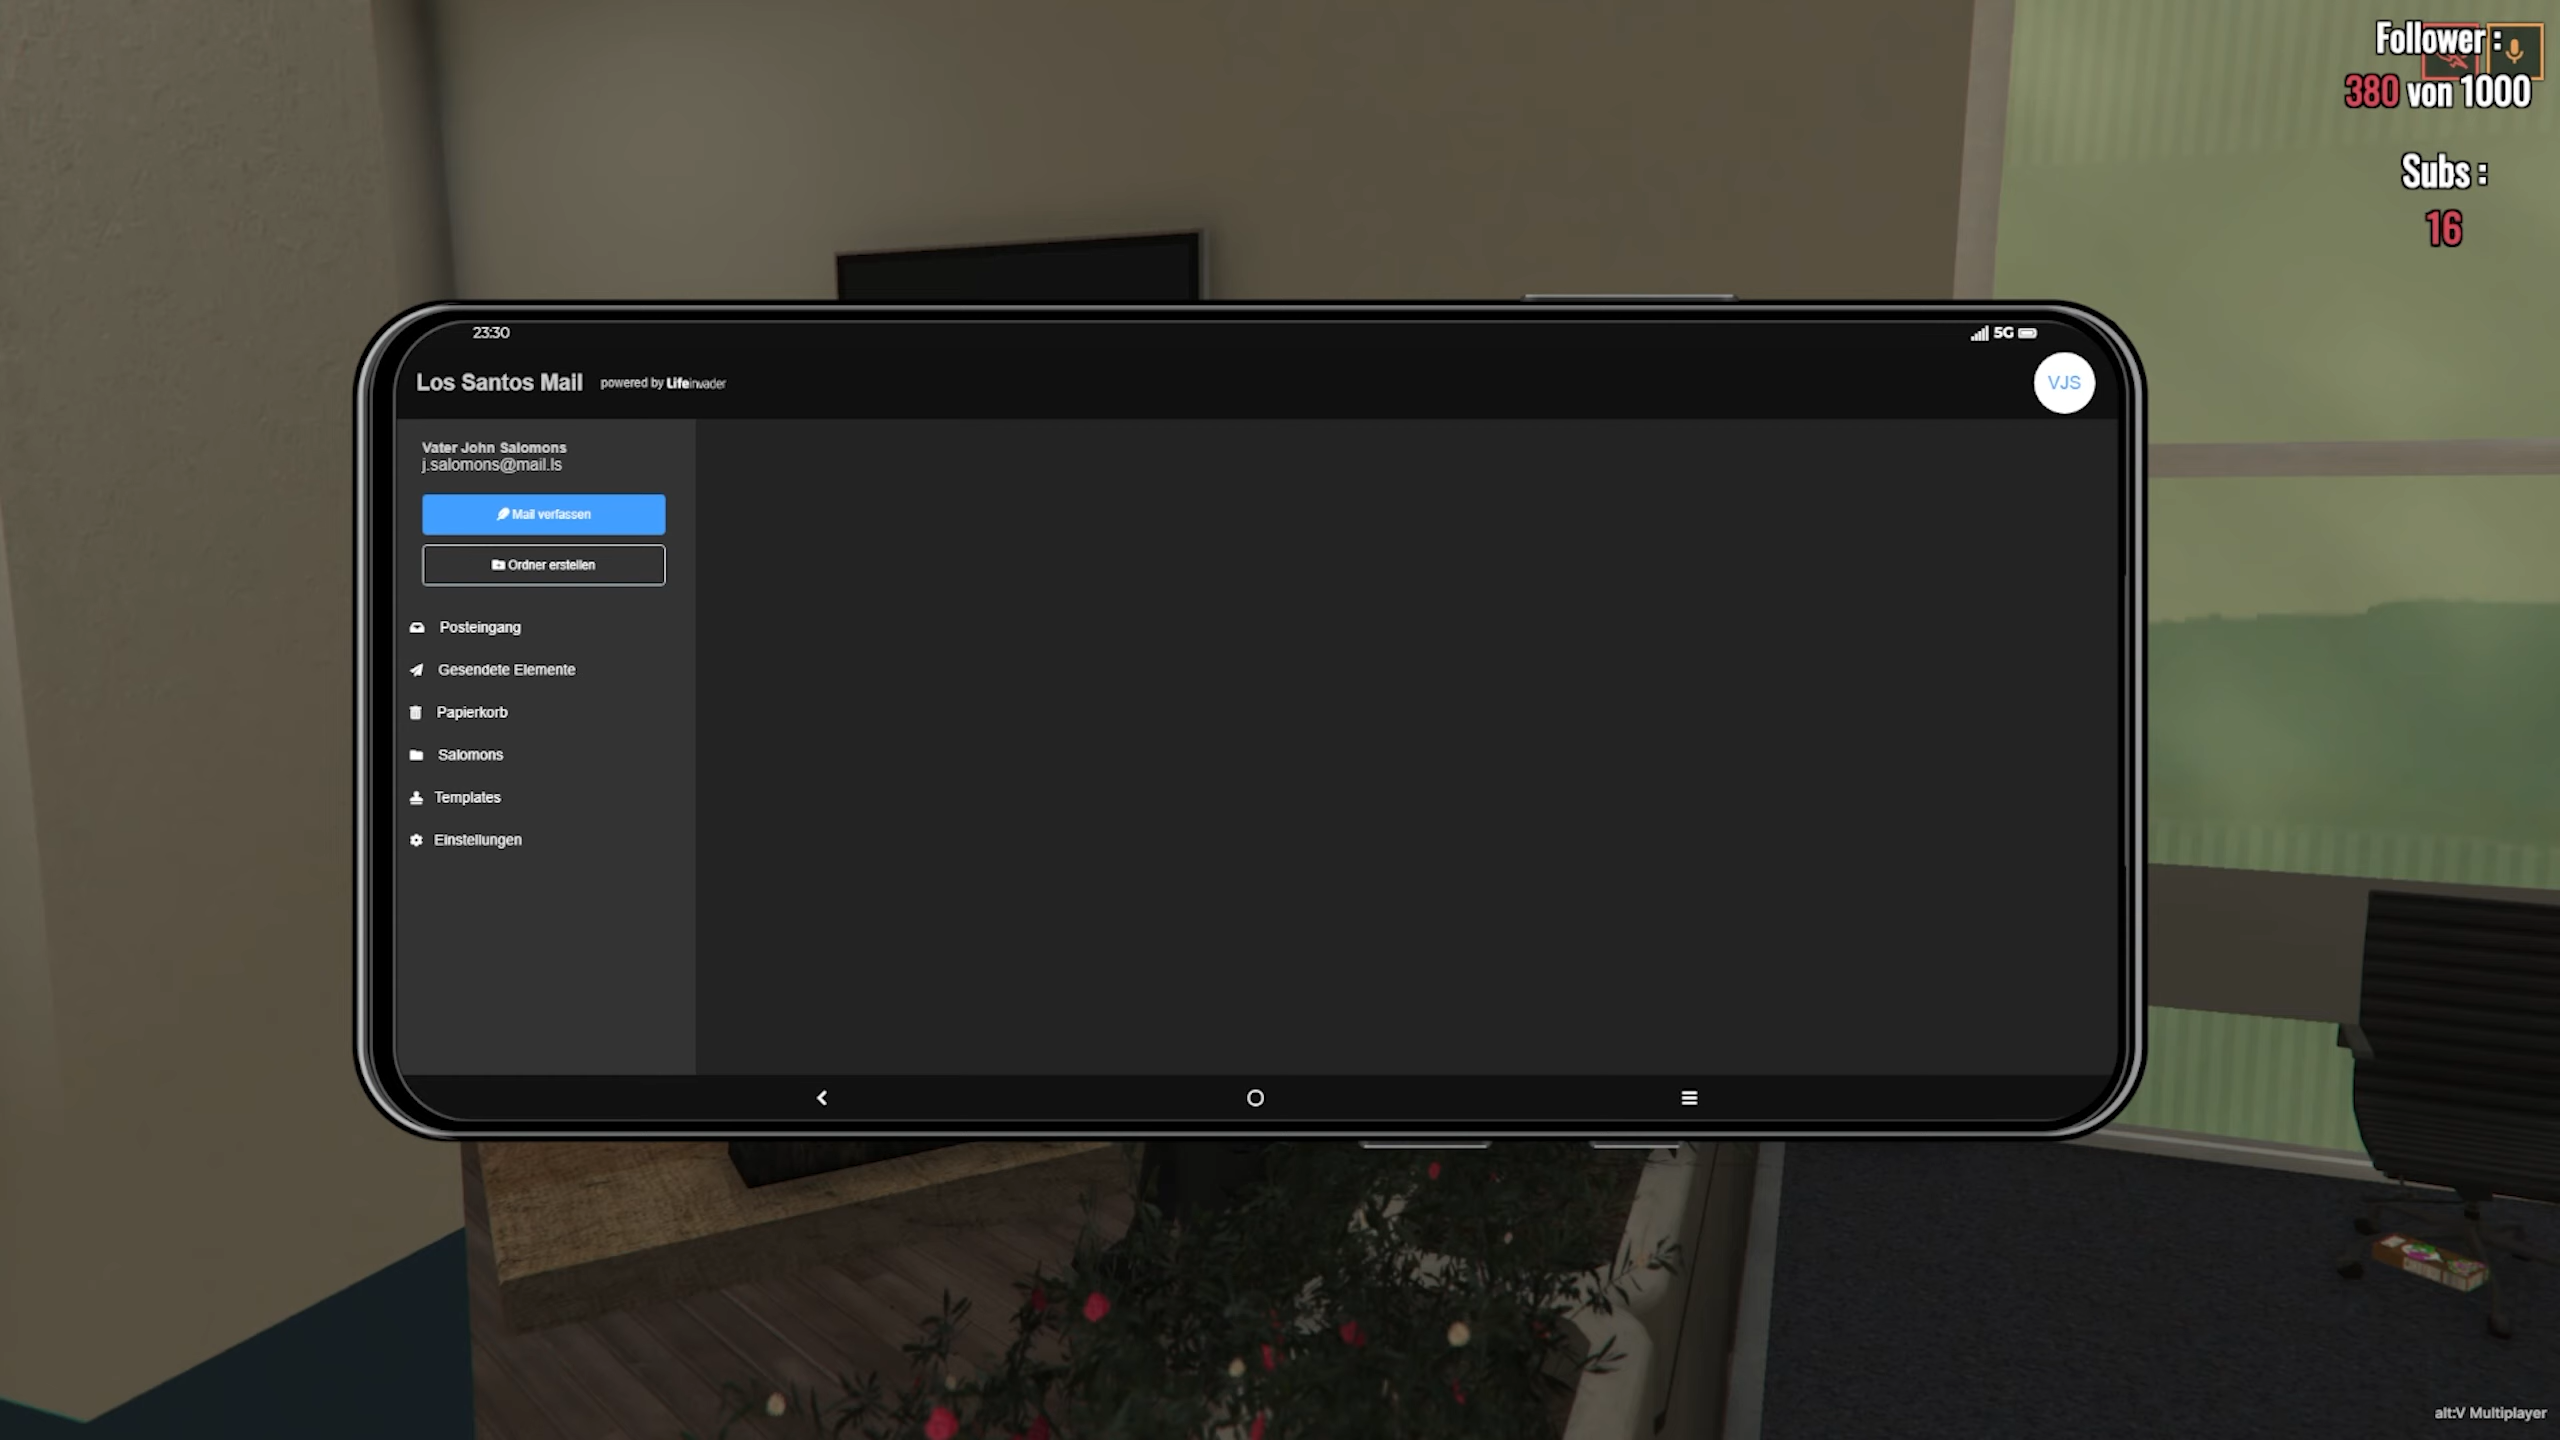 Follower :
380 von 1000
Subs :
16
23:30
5G
Los Santos Mail powered by Lifeinvader
VJS
Vater John Salomons
j.salomons@mail.ls
Mail verfassen
Ordner erstellen
Posteingang
Gesendete Elemente
Papierkorb
Salomons
Templates
Einstellungen
alt:V Multiplayer